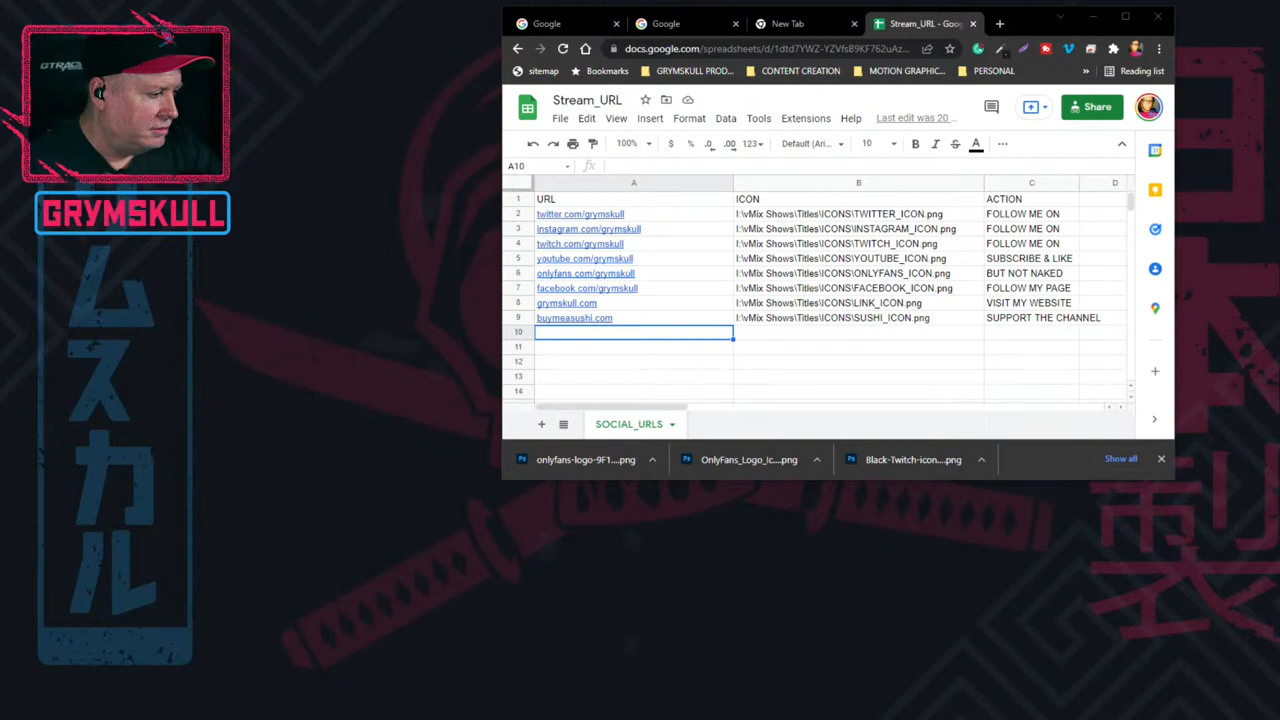 GTRACING
GRYMSKULL
ムスカル
製
Google
Google
New Tab
Stream_URL - Goog
docs.google.com/spreadsheets/d/1dtd7YWZ-YZVfsB9KF762uAz...
sitemap Bookmarks GRYMSKULL PROD... CONTENT CREATION MOTION GRAPHIC... PERSONAL » Reading list
Stream_URL
Share
File Edit View Insert Format Data Tools Extensions Help Last edit was 20 ...
100% $ % .0 .00 123 Default (Ari... 10 B I S A
A10 fx
A B C D
1 URL ICON ACTION
2 twitter.com/grymskull I:\vMix Shows\Titles\ICONS\TWITTER_ICON.png FOLLOW ME ON
3 instagram.com/grymskull I:\vMix Shows\Titles\ICONS\INSTAGRAM_ICON.png FOLLOW ME ON
4 twitch.com/grymskull I:\vMix Shows\Titles\ICONS\TWITCH_ICON.png FOLLOW ME ON
5 youtube.com/grymskull I:\vMix Shows\Titles\ICONS\YOUTUBE_ICON.png SUBSCRIBE & LIKE
6 onlyfans.com/grymskull I:\vMix Shows\Titles\ICONS\ONLYFANS_ICON.png BUT NOT NAKED
7 facebook.com/grymskull I:\vMix Shows\Titles\ICONS\FACEBOOK_ICON.png FOLLOW MY PAGE
8 grymskull.com I:\vMix Shows\Titles\ICONS\LINK_ICON.png VISIT MY WEBSITE
9 buymeasushi.com I:\vMix Shows\Titles\ICONS\SUSHI_ICON.png SUPPORT THE CHANNEL
10
11
12
13
14
SOCIAL_URLS
onlyfans-logo-9F1....png OnlyFans_Logo_Ic....png Black-Twitch-icon....png Show all